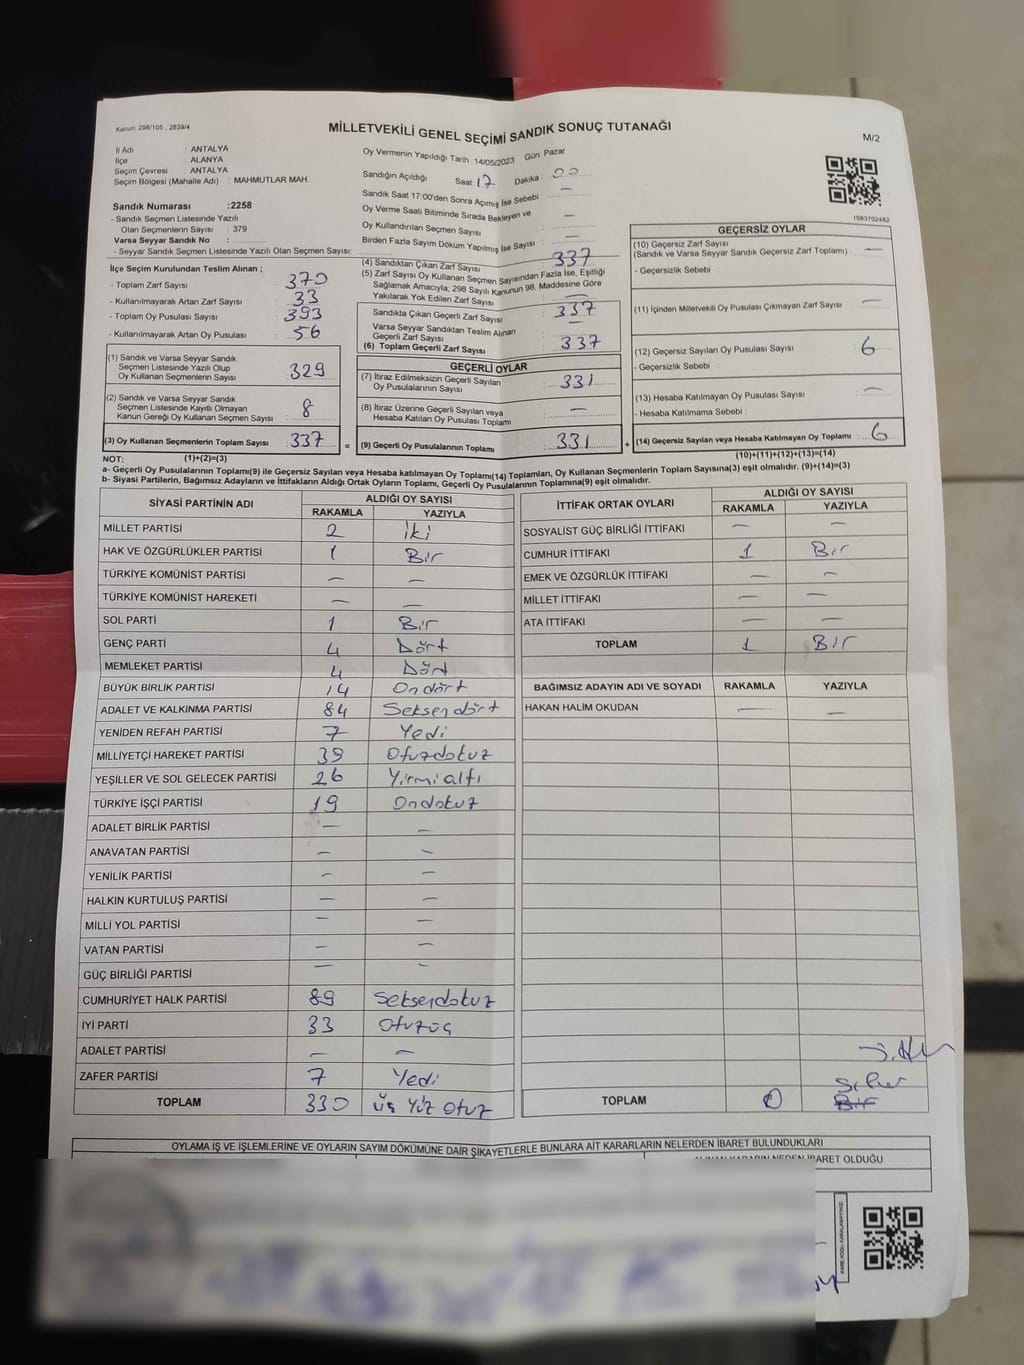 Kanun: 298/105 , 2839/4
MİLLETVEKİLİ GENEL SEÇİMİ SANDIK SONUÇ TUTANAĞI
M/2
İl Adı : ANTALYA
İlçe : ALANYA
Seçim Çevresi : ANTALYA
Seçim Bölgesi (Mahalle Adı) : MAHMUTLAR MAH.
Sandık Numarası :2258
- Sandık Seçmen Listesinde Yazılı
Olan Seçmenlerin Sayısı : 379
Varsa Seyyar Sandık No :
- Seyyar Sandık Seçmen Listesinde Yazılı Olan Seçmen Sayısı:
Oy Vermenin Yapıldığı Tarih :14/05/2023 Gün: Pazar
Sandığın Açıldığı Saat: 17 Dakika : 00
Sandık Saat 17:00'den Sonra Açımış İse Sebebi : —
Oy Verme Saati Bitiminde Sırada Bekleyen ve
Oy Kullandırılan Seçmen Sayısı : —
Birden Fazla Sayım Döküm Yapılmış İse Sayısı : —
1083702482
İlçe Seçim Kurulundan Teslim Alınan ;
- Toplam Zarf Sayısı : 370
- Kullanılmayarak Artan Zarf Sayısı : 33
- Toplam Oy Pusulası Sayısı : 393
- Kullanılmayarak Artan Oy Pusulası : 56
(1) Sandık ve Varsa Seyyar Sandık
Seçmen Listesinde Yazılı Olup
Oy Kullanan Seçmenlerin Sayısı : 329
(2) Sandık ve Varsa Seyyar Sandık
Seçmen Listesinde Kayıtlı Olmayan
Kanun Gereği Oy Kullanan Seçmen Sayısı : 8
(3) Oy Kullanan Seçmenlerin Toplam Sayısı : 337 =
(4) Sandıktan Çıkan Zarf Sayısı : 337
(5) Zarf Sayısı Oy Kullanan Seçmen Sayısından Fazla İse, Eşitliği
Sağlamak Amacıyla; 298 Sayılı Kanunun 98. Maddesine Göre
Yakılarak Yok Edilen Zarf Sayısı : —
Sandıkta Çıkan Geçerli Zarf Sayısı : 337
Varsa Seyyar Sandıktan Teslim Alınan
Geçerli Zarf Sayısı : —
(6) Toplam Geçerli Zarf Sayısı : 337
GEÇERLİ OYLAR
(7) İtiraz Edilmeksizin Geçerli Sayılan
Oy Pusulalarının Sayısı : 331
(8) İtiraz Üzerine Geçerli Sayılan veya
Hesaba Katılan Oy Pusulaları Toplamı : —
(9) Geçerli Oy Pusulalarının Toplamı : 331 +
GEÇERSİZ OYLAR
(10) Geçersiz Zarf Sayısı
(Sandık ve Varsa Seyyar Sandık Geçersiz Zarf Toplamı) : —
- Geçersizlik Sebebi :
(11) İçinden Milletvekili Oy Pusulası Çıkmayan Zarf Sayısı : —
(12) Geçersiz Sayılan Oy Pusulası Sayısı : 6
- Geçersizlik Sebebi :
(13) Hesaba Katılmayan Oy Pusulası Sayısı : —
- Hesaba Katılmama Sebebi :
(14) Geçersiz Sayılan veya Hesaba Katılmayan Oy Toplamı : 6
NOT: (1)+(2)=(3) (10)+(11)+(12)+(13)=(14)
a- Geçerli Oy Pusulalarının Toplamı(9) ile Geçersiz Sayılan veya Hesaba katılmayan Oy Toplamı(14) Toplamları, Oy Kullanan Seçmenlerin Toplam Sayısına(3) eşit olmalıdır. (9)+(14)=(3)
b- Siyasi Partilerin, Bağımsız Adayların ve İttifakların Aldığı Ortak Oyların Toplamı, Geçerli Oy Pusulalarının Toplamına(9) eşit olmalıdır.
SİYASİ PARTİNİN ADI ALDIĞI OY SAYISI
RAKAMLA YAZIYLA
MİLLET PARTİSİ 2 iki
HAK VE ÖZGÜRLÜKLER PARTİSİ 1 Bir
TÜRKİYE KOMÜNİST PARTİSİ — —
TÜRKİYE KOMÜNİST HAREKETİ — —
SOL PARTİ 1 Bir
GENÇ PARTİ 4 Dört
MEMLEKET PARTİSİ 4 Dört
BÜYÜK BİRLİK PARTİSİ 14 Ondört
ADALET VE KALKINMA PARTİSİ 84 Seksendört
YENİDEN REFAH PARTİSİ 7 Yedi
MİLLİYETÇİ HAREKET PARTİSİ 39 Otuzdokuz
YEŞİLLER VE SOL GELECEK PARTİSİ 26 Yirmialtı
TÜRKİYE İŞÇİ PARTİSİ 19 Ondokuz
ADALET BİRLİK PARTİSİ — —
ANAVATAN PARTİSİ — —
YENİLİK PARTİSİ — —
HALKIN KURTULUŞ PARTİSİ — —
MİLLİ YOL PARTİSİ — —
VATAN PARTİSİ — —
GÜÇ BİRLİĞİ PARTİSİ — —
CUMHURİYET HALK PARTİSİ 89 Seksendokuz
İYİ PARTİ 33 Otuzüç
ADALET PARTİSİ — —
ZAFER PARTİSİ 7 Yedi
TOPLAM 330 üç Yüz Otuz
İTTİFAK ORTAK OYLARI ALDIĞI OY SAYISI
RAKAMLA YAZIYLA
SOSYALİST GÜÇ BİRLİĞİ İTTİFAKI — —
CUMHUR İTTİFAKI 1 Bir
EMEK VE ÖZGÜRLÜK İTTİFAKI — —
MİLLET İTTİFAKI — —
ATA İTTİFAKI — —
TOPLAM 1 Bir
BAĞIMSIZ ADAYIN ADI VE SOYADI RAKAMLA YAZIYLA
HAKAN HALİM OKUDAN — —
TOPLAM 0 Sıfır
OYLAMA İŞ VE İŞLEMLERİNE VE OYLARIN SAYIM DÖKÜMÜNE DAİR ŞİKAYETLERLE BUNLARA AİT KARARLARIN NELERDEN İBARET BULUNDUKLARI
OLDUĞU